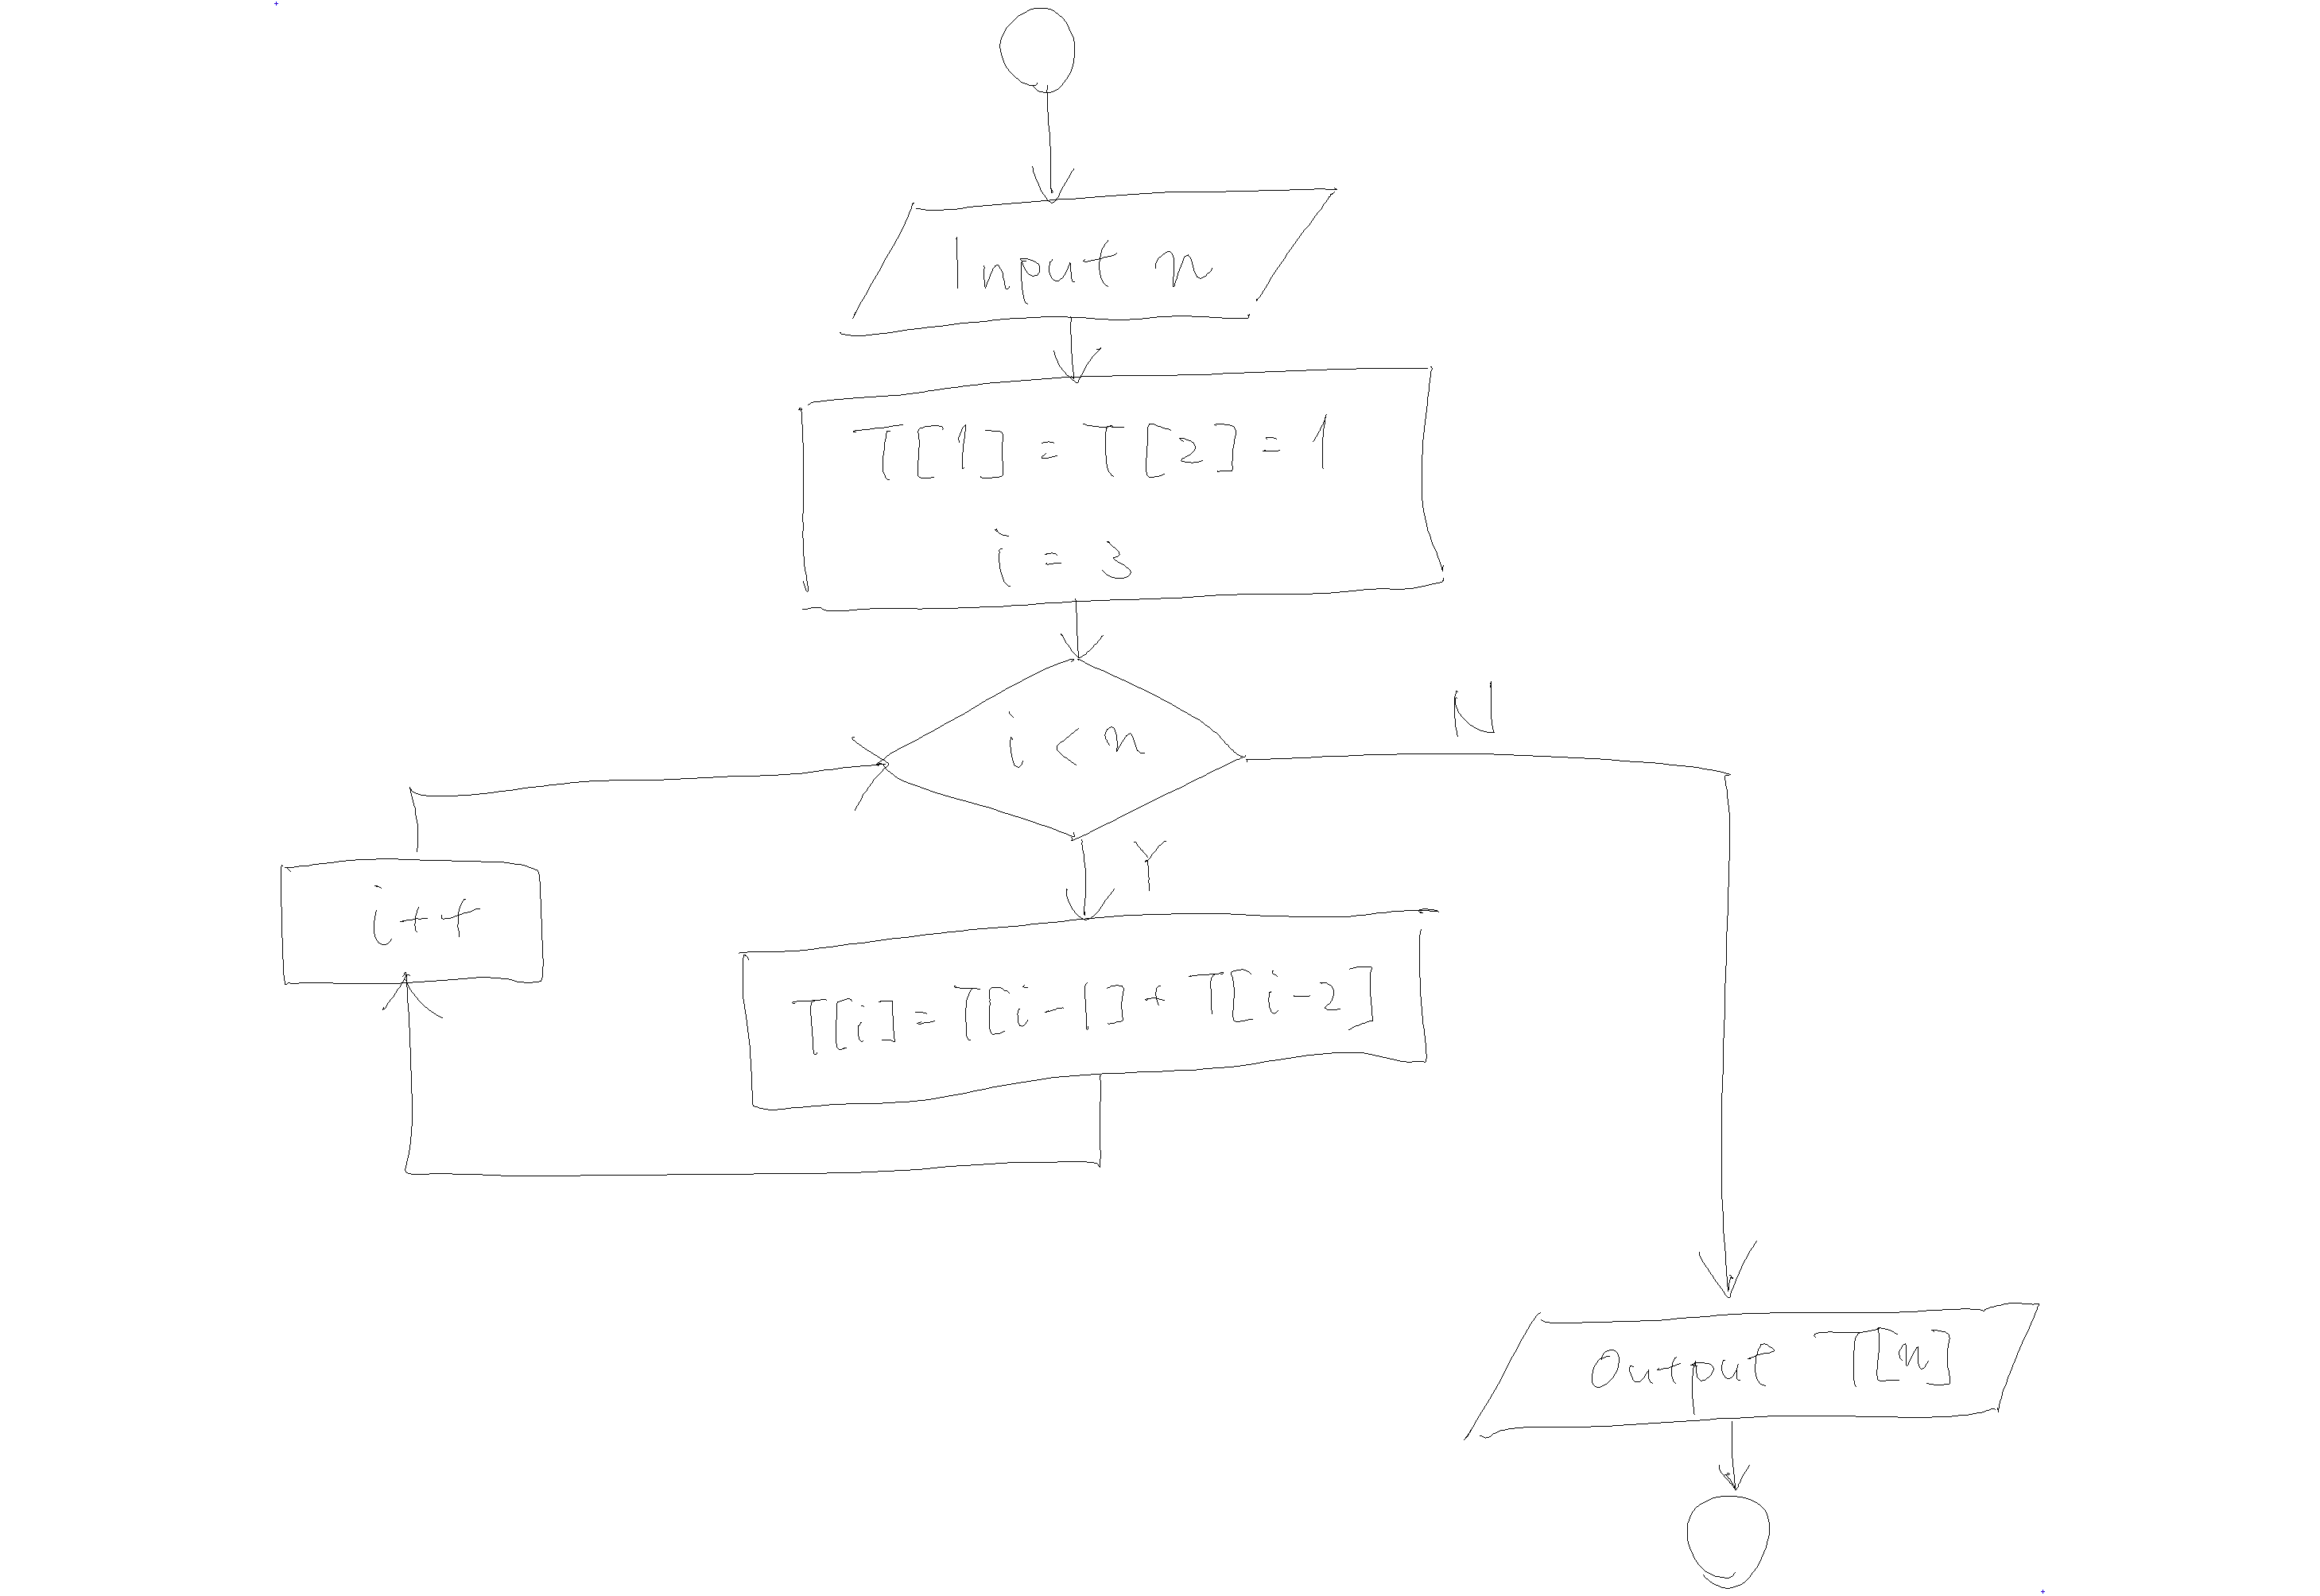 Input n
T[1] = T[2] = 1
i = 3
i < n
N
Y
i++
T[i] = T[i-1] + T[i-2]
Output T[n]